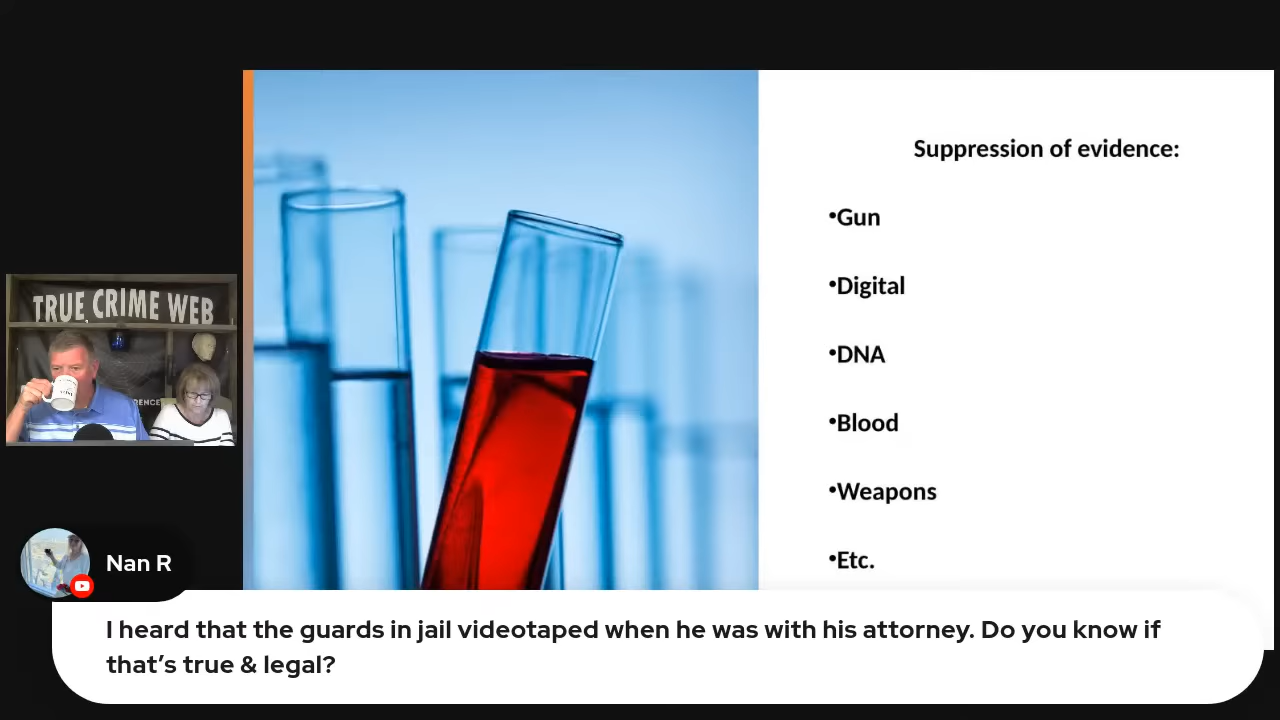 Suppression of evidence:
•Gun
•Digital
•DNA
•Blood
•Weapons
•Etc.
TRUE CRIME WEB
Nan R
I heard that the guards in jail videotaped when he was with his attorney. Do you know if
that’s true & legal?